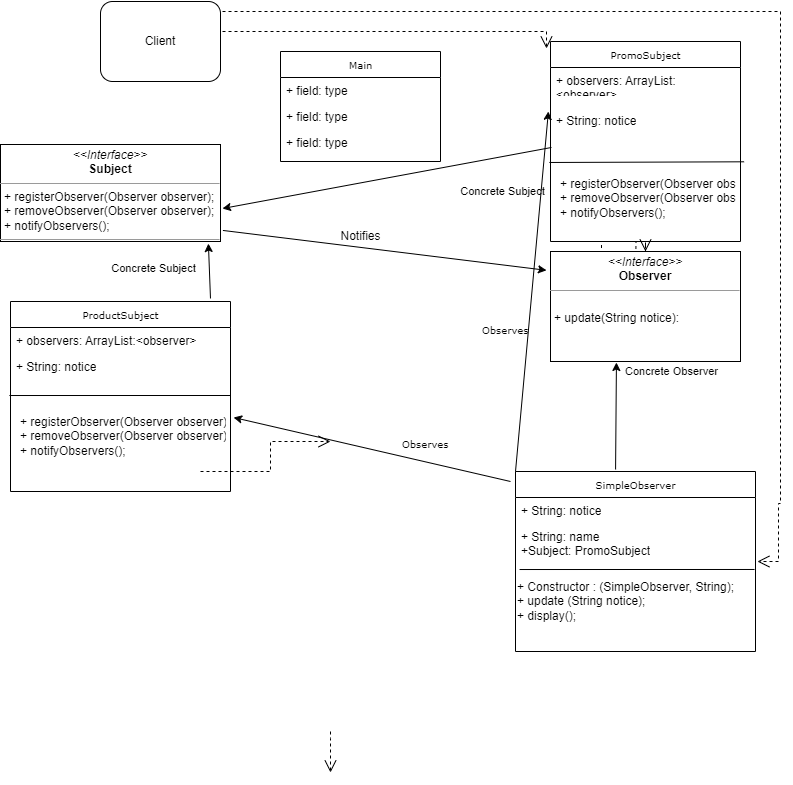 Client
Main
+ field: type
+ field: type
+ field: type
PromoSubject
+ observers: ArrayList:
<observer>
+ String: notice
+ registerObserver(Observer obs
+ removeObserver(Observer obs
+ notifyObservers();
<<Interface>>
Subject
+ registerObserver(Observer observer);
+ removeObserver(Observer observer);
+ notifyObservers();
Concrete Subject
Notifies
Concrete Subject
<<Interface>>
Observer
+ update(String notice):
ProductSubject
+ observers: ArrayList:<observer>
+ String: notice
+ registerObserver(Observer observer)
+ removeObserver(Observer observer)
+ notifyObservers();
Observes
Observes
Concrete Observer
SimpleObserver
+ String: notice
+ String: name
+Subject: PromoSubject
+ Constructor : (SimpleObserver, String);
+ update (String notice);
+ display();